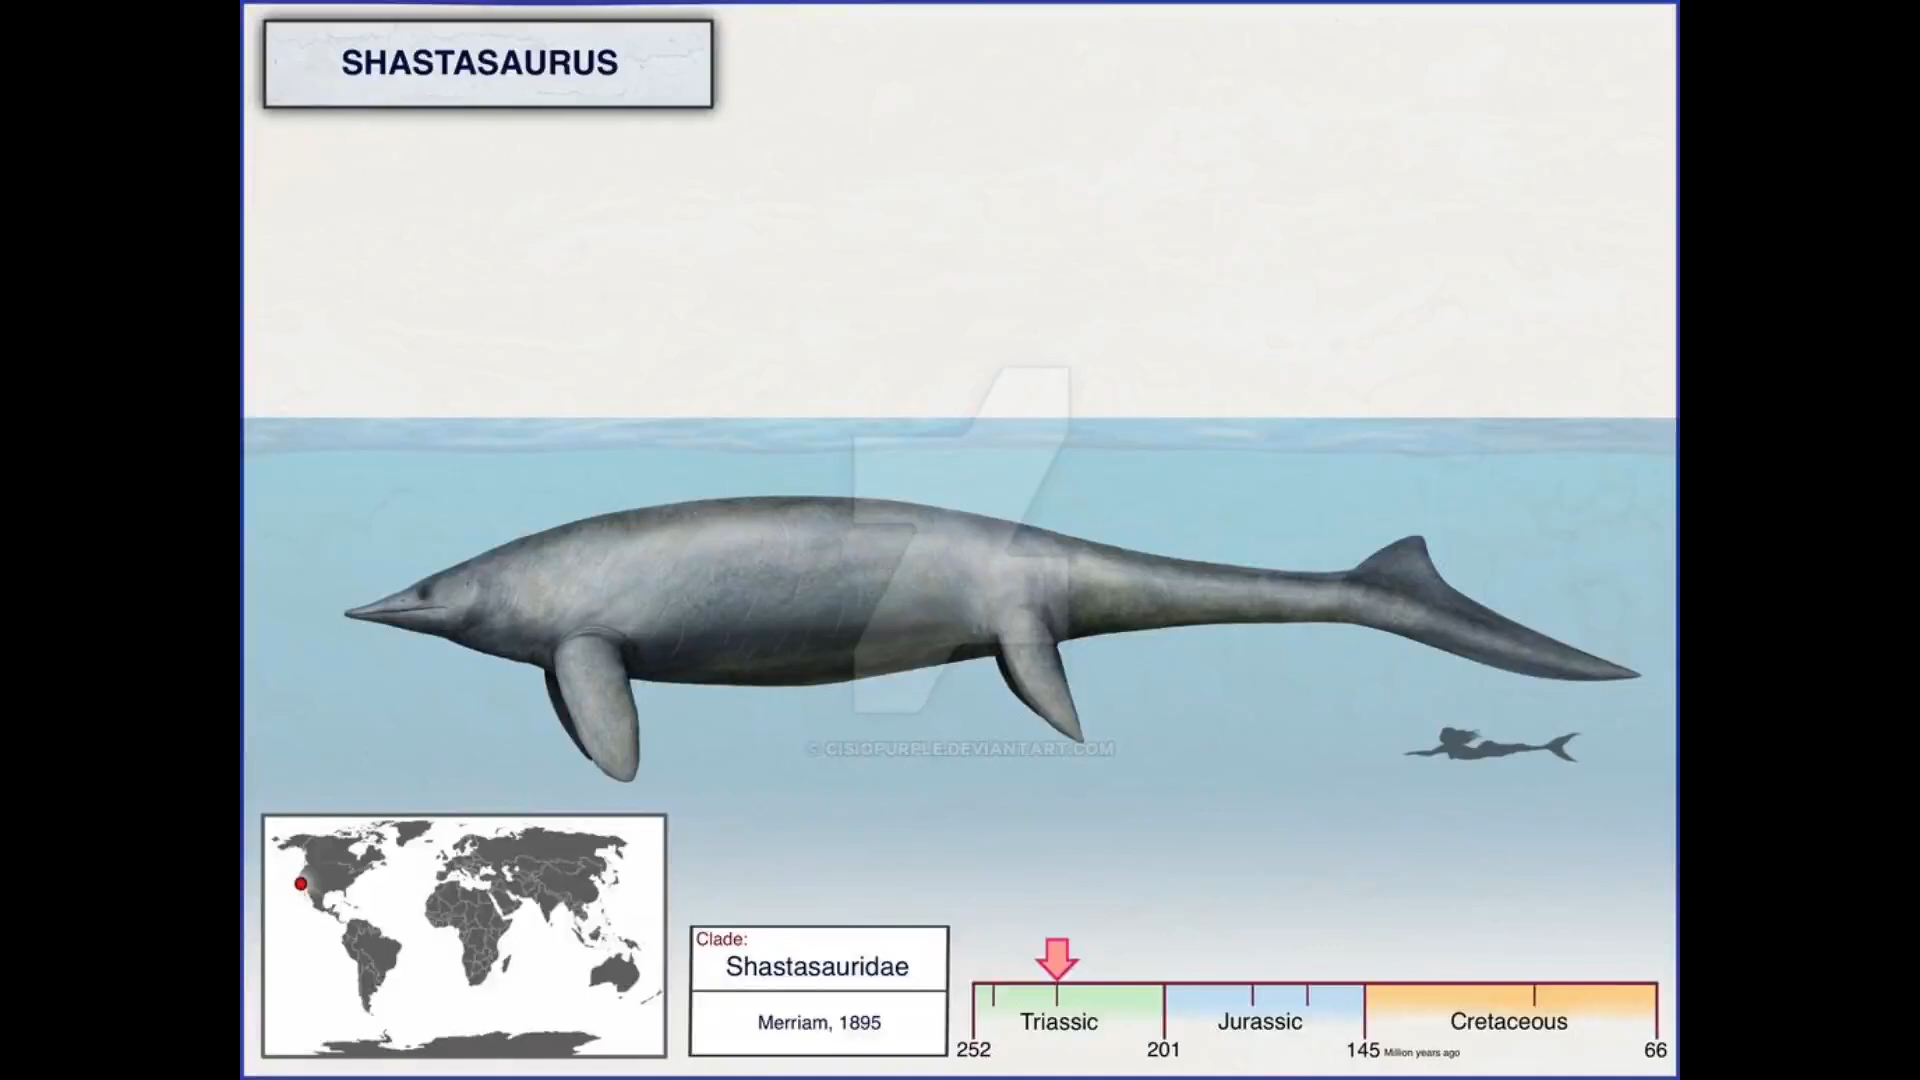 SHASTASAURUS
© CISIOPURPLE.DEVIANTART.COM
Clade:
Shastasauridae
Merriam, 1895
Triassic
Jurassic
Cretaceous
252
201
145 Million years ago
66